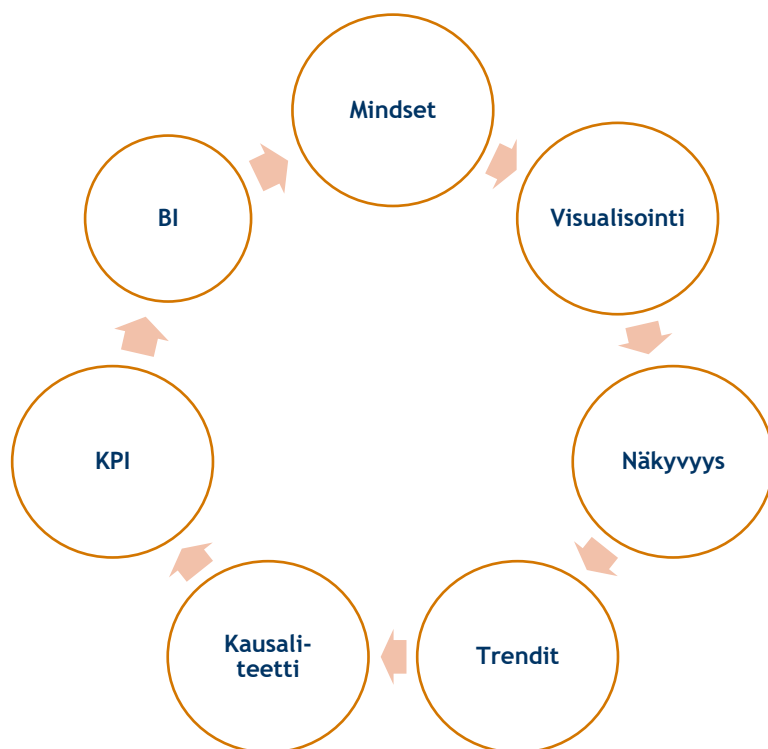 Mindset
Visualisointi
Näkyvyys
Trendit
Kausali-
teetti
KPI
BI